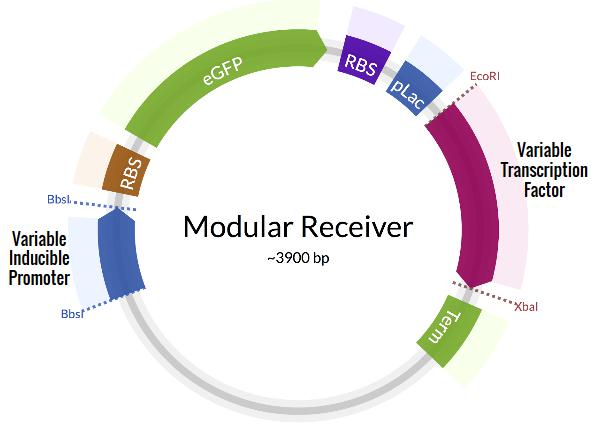 eGFP
RBS
pLac
EcoRI
Variable
Transcription
Factor
XbaI
Term
RBS
BbsI
Variable
Inducible
Promoter
BbsI
Modular Receiver
~3900 bp